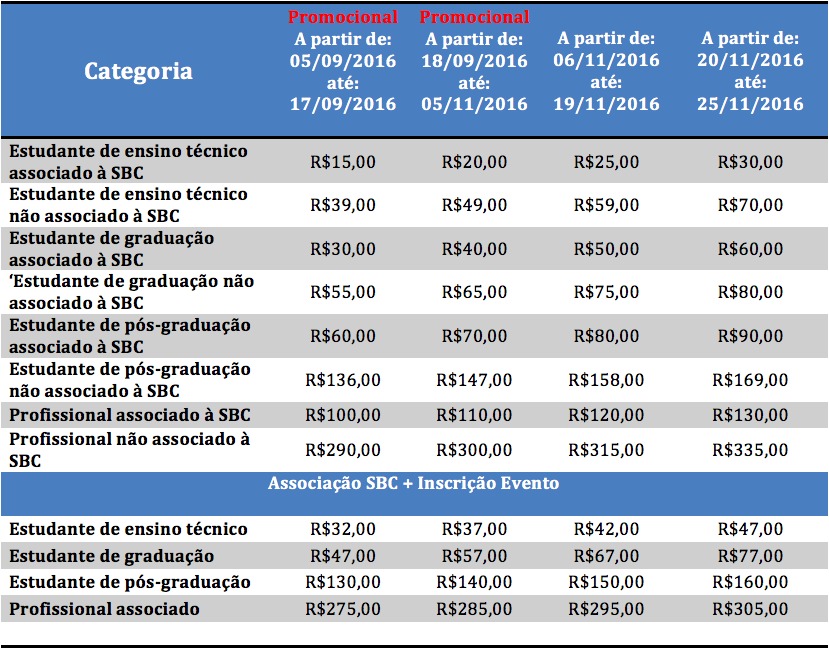 Categoria
Promocional
A partir de:
05/09/2016
até:
17/09/2016
Promocional
A partir de:
18/09/2016
até:
05/11/2016
A partir de:
06/11/2016
até:
19/11/2016
A partir de:
20/11/2016
até:
25/11/2016
Estudante de ensino técnico
associado à SBC
R$15,00 R$20,00 R$25,00 R$30,00
Estudante de ensino técnico
não associado à SBC
R$39,00 R$49,00 R$59,00 R$70,00
Estudante de graduação
associado à SBC
R$30,00 R$40,00 R$50,00 R$60,00
‘Estudante de graduação não
associado à SBC
R$55,00 R$65,00 R$75,00 R$80,00
Estudante de pós-graduação
associado à SBC
R$60,00 R$70,00 R$80,00 R$90,00
Estudante de pós-graduação
não associado à SBC
R$136,00 R$147,00 R$158,00 R$169,00
Profissional associado à SBC R$100,00 R$110,00 R$120,00 R$130,00
Profissional não associado à
SBC
R$290,00 R$300,00 R$315,00 R$335,00
Associação SBC + Inscrição Evento
Estudante de ensino técnico R$32,00 R$37,00 R$42,00 R$47,00
Estudante de graduação R$47,00 R$57,00 R$67,00 R$77,00
Estudante de pós-graduação R$130,00 R$140,00 R$150,00 R$160,00
Profissional associado R$275,00 R$285,00 R$295,00 R$305,00